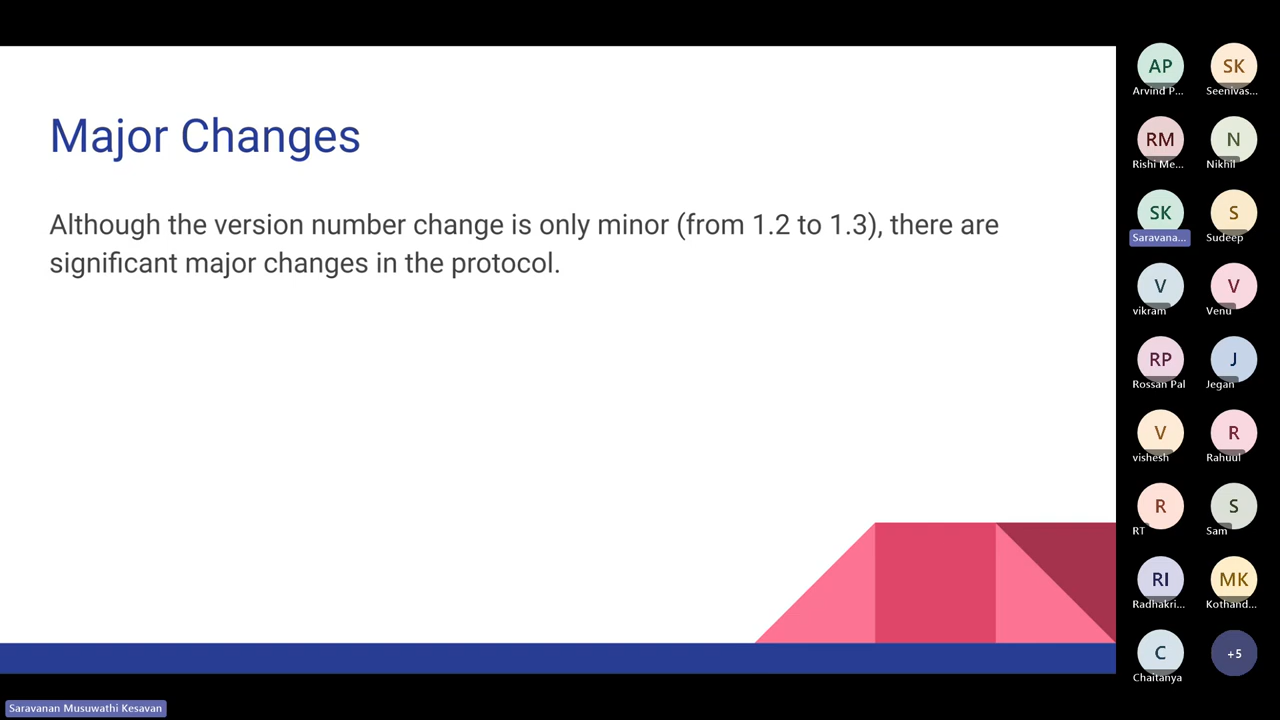 Major Changes
Although the version number change is only minor (from 1.2 to 1.3), there are
significant major changes in the protocol.
AP
Arvind P...
SK
Seenivas...
RM
Rishi Me...
N
Nikhil
SK
Saravana...
S
Sudeep
V
vikram
V
Venu
RP
Rossan Pal
J
Jegan
V
vishesh
R
Rahuul
R
RT
S
Sam
RI
Radhakri...
MK
Kothand...
C
Chaitanya
+5
Saravanan Musuwathi Kesavan